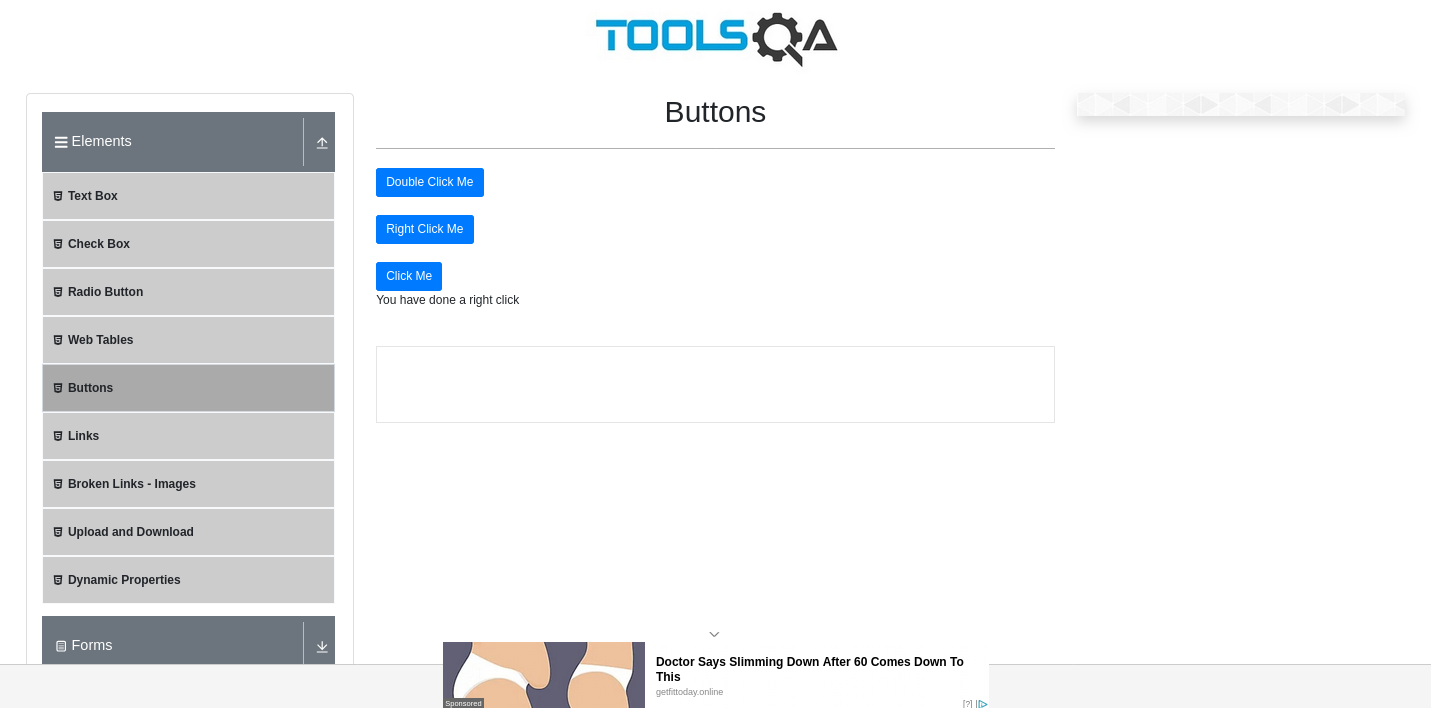 TOOLSQA
Elements
Text Box
Check Box
Radio Button
Web Tables
Buttons
Links
Broken Links - Images
Upload and Download
Dynamic Properties
Forms
Buttons
Double Click Me
Right Click Me
Click Me
You have done a right click
Sponsored
Doctor Says Slimming Down After 60 Comes Down To
This
getfittoday.online
[?]